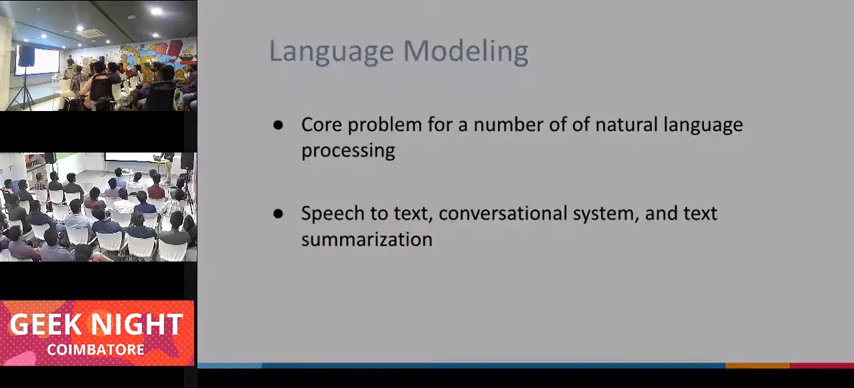 Language Modeling
● Core problem for a number of of natural language
processing
● Speech to text, conversational system, and text
summarization
GEEK NIGHT
COIMBATORE